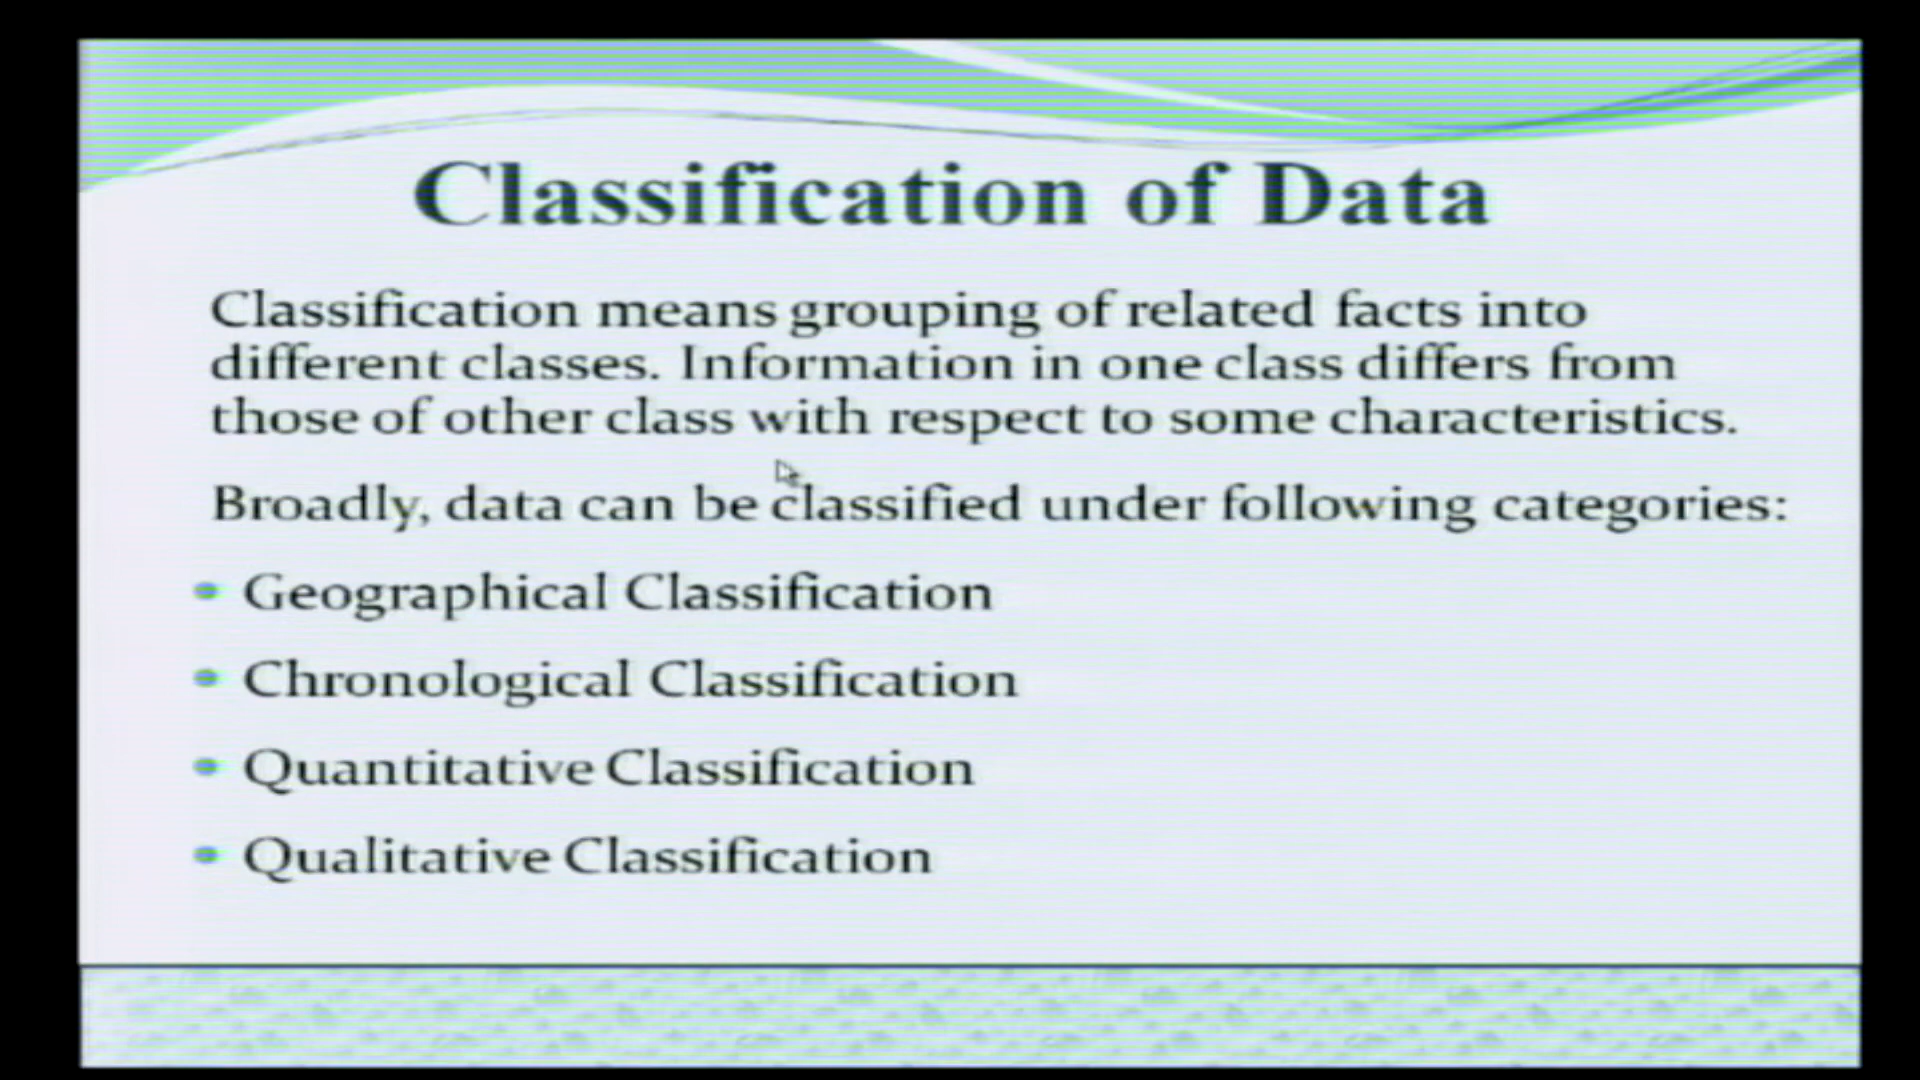 Classification of Data
Classification means grouping of related facts into
different classes. Information in one class differs from
those of other class with respect to some characteristics.
Broadly, data can be classified under following categories:
Geographical Classification
Chronological Classification
Quantitative Classification
Qualitative Classification